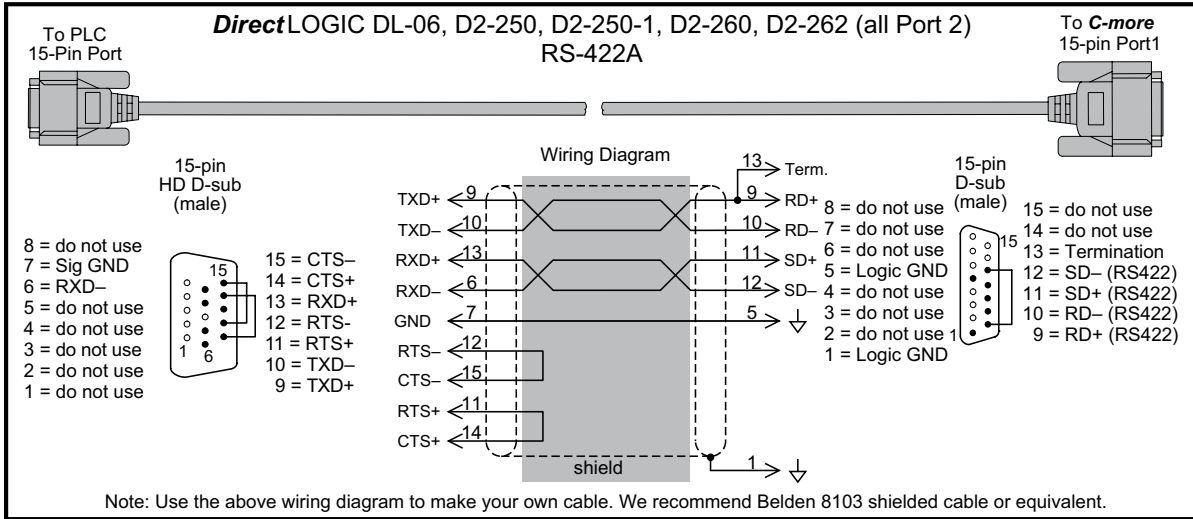 DirectLOGIC DL-06, D2-250, D2-250-1, D2-260, D2-262 (all Port 2)
RS-422A
To PLC
15-Pin Port
To C-more
15-pin Port1
15-pin
HD D-sub
(male)
8 = do not use
7 = Sig GND
6 = RXD–
5 = do not use
4 = do not use
3 = do not use
2 = do not use
1 = do not use
15
1
6
15 = CTS–
14 = CTS+
13 = RXD+
12 = RTS-
11 = RTS+
10 = TXD–
9 = TXD+
Wiring Diagram
13 Term.
TXD+ 9 9 RD+
TXD– 10 10 RD–
RXD+ 13 11 SD+
RXD– 6 12 SD–
GND 7 5
RTS– 12
CTS– 15
RTS+ 11
CTS+ 14
shield
1
8 = do not use
7 = do not use
6 = do not use
5 = Logic GND
4 = do not use
3 = do not use
2 = do not use
1 = Logic GND
15-pin
D-sub
(male)
15
1
15 = do not use
14 = do not use
13 = Termination
12 = SD– (RS422)
11 = SD+ (RS422)
10 = RD– (RS422)
9 = RD+ (RS422)
Note: Use the above wiring diagram to make your own cable. We recommend Belden 8103 shielded cable or equivalent.